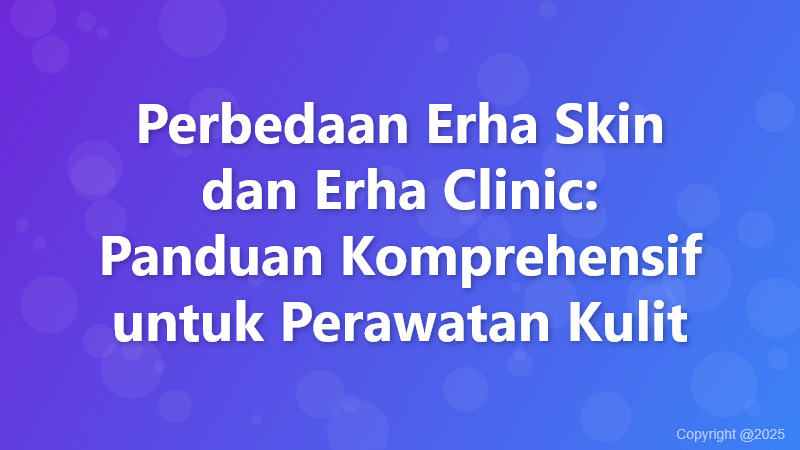 Perbedaan Erha Skin
dan Erha Clinic:
Panduan Komprehensif
untuk Perawatan Kulit
Copyright @2025